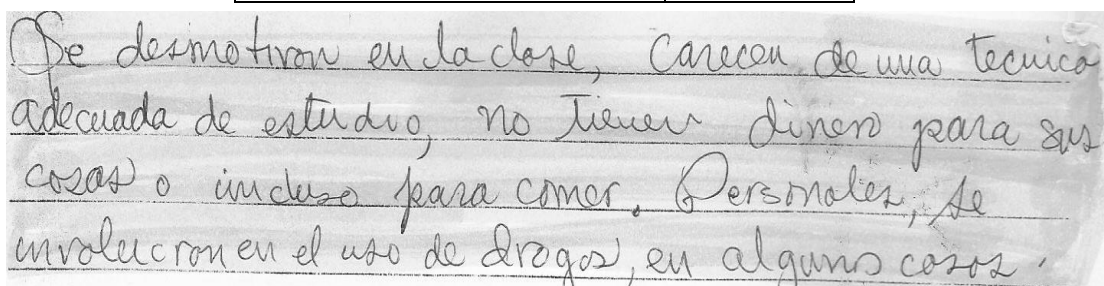 Se desmotivan en la clase, Carecen de una tecnica
adecuada de estudio, no tienen dinero para sus
cosas o incluso para comer. Personales, se
involucran en el uso de drogas, en algunos casos.